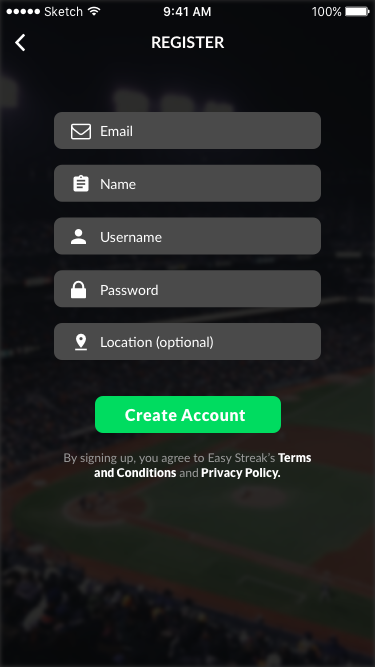 Sketch 9:41 AM 100%
REGISTER
Email
Name
Username
Password
Location (optional)
Create Account
By signing up, you agree to Easy Streak's Terms
and Conditions and Privacy Policy.